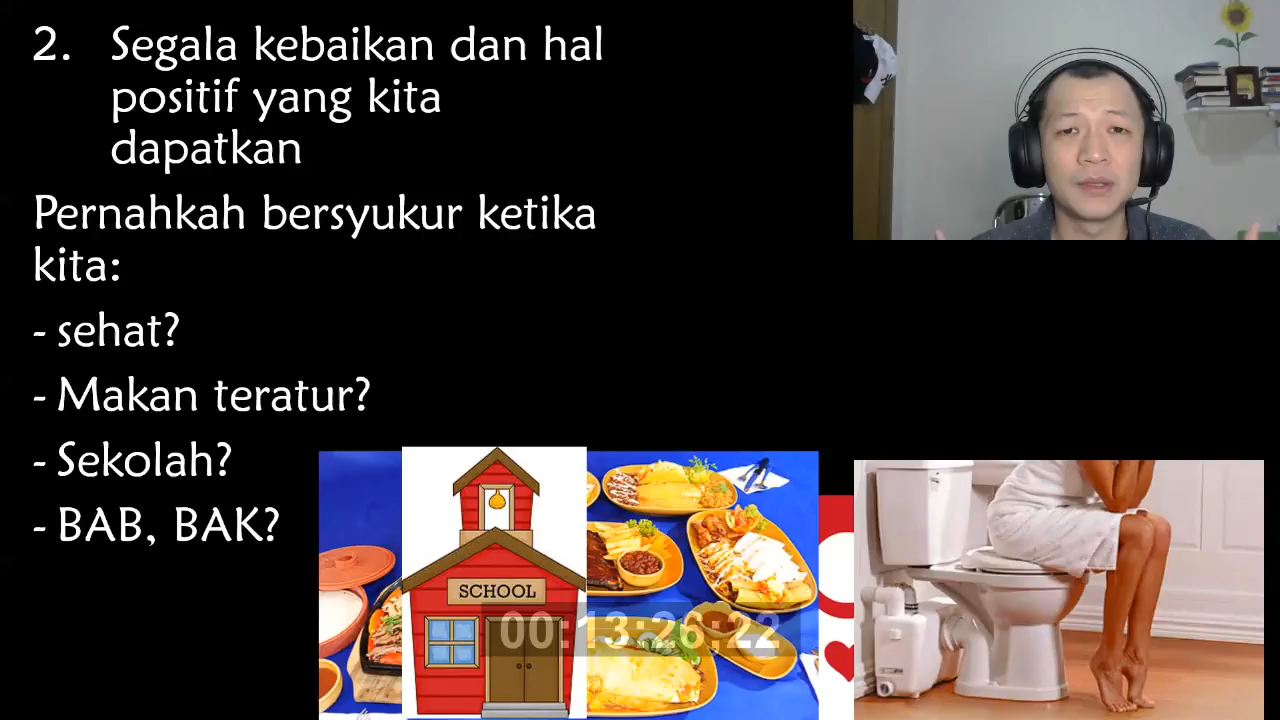 2. Segala kebaikan dan hal
positif yang kita
dapatkan
Pernahkah bersyukur ketika
kita:
- sehat?
- Makan teratur?
- Sekolah?
- BAB, BAK?
SCHOOL
00:13:26:22